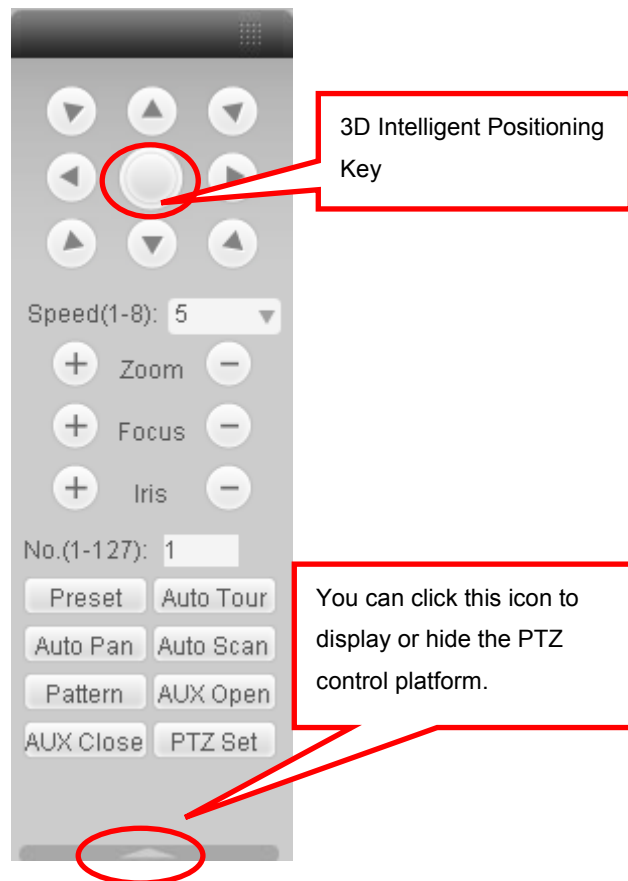 3D Intelligent Positioning
Key
Speed(1-8): 5
Zoom
Focus
Iris
No.(1-127): 1
Preset Auto Tour
Auto Pan Auto Scan
Pattern AUX Open
AUX Close PTZ Set
You can click this icon to
display or hide the PTZ
control platform.